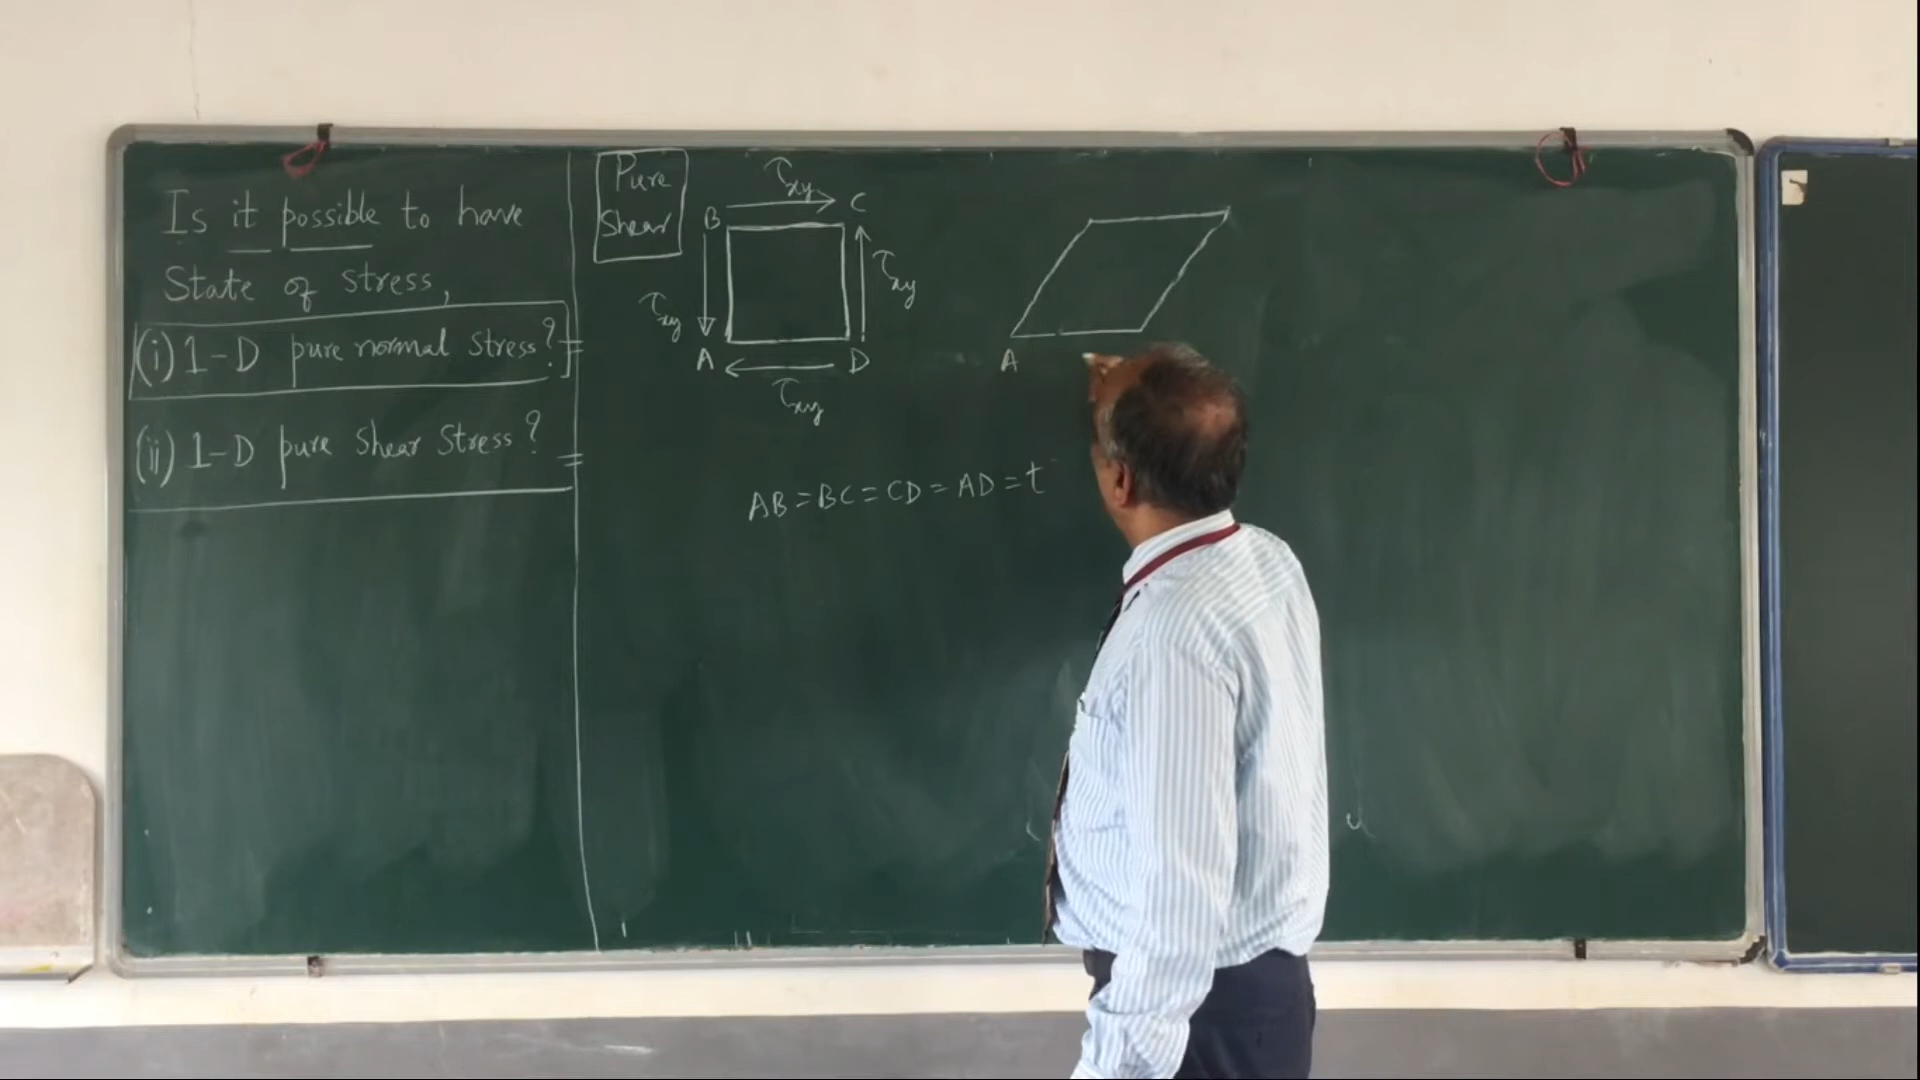 Is it possible to have
State of stress,
(i) 1-D pure normal stress?
(ii) 1-D pure shear stress?
Pure
Shear
τxy
B
C
τxy
τxy
A
D
τxy
A
AB = BC = CD = AD = t